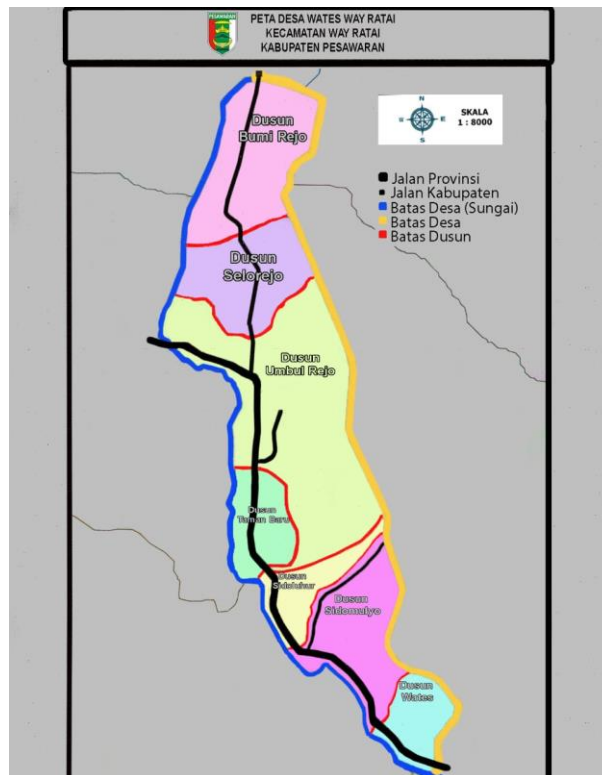 PESAWARAN
PETA DESA WATES WAY RATAI
KECAMATAN WAY RATAI
KABUPATEN PESAWARAN
N
E
S
SKALA
1 : 8000
Jalan Provinsi
Jalan Kabupaten
Batas Desa (Sungai)
Batas Desa
Batas Dusun
Dusun
Bumi Rejo
Dusun
Selorejo
Dusun
Umbul Rejo
Dusun
Taman Baru
Dusun
Sidoluhur
Dusun
Sidomulyo
Dusun
Wates